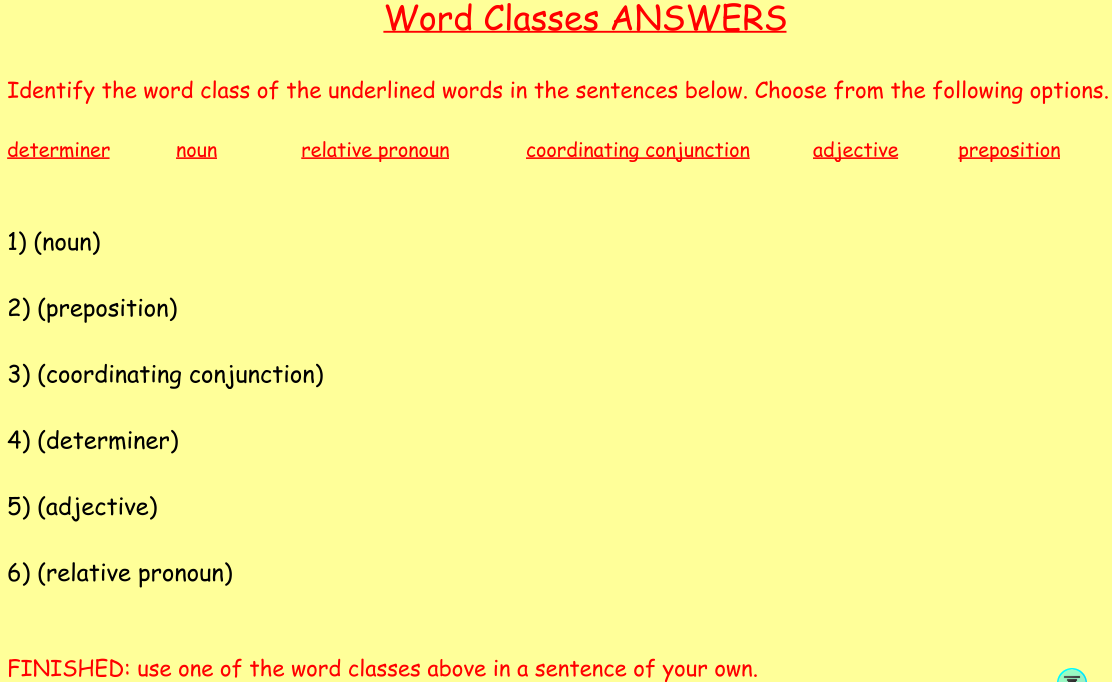 Word Classes ANSWERS
Identify the word class of the underlined words in the sentences below. Choose from the following options.
determiner noun relative pronoun coordinating conjunction adjective preposition
1) (noun)
2) (preposition)
3) (coordinating conjunction)
4) (determiner)
5) (adjective)
6) (relative pronoun)
FINISHED: use one of the word classes above in a sentence of your own.